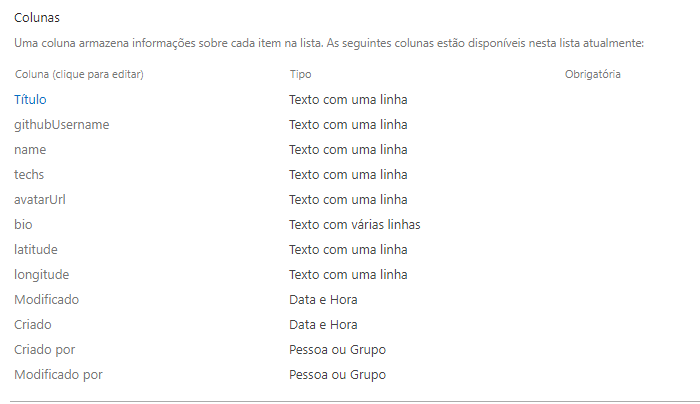 Colunas
Uma coluna armazena informações sobre cada item na lista. As seguintes colunas estão disponíveis nesta lista atualmente:
Coluna (clique para editar) Tipo Obrigatória
Título Texto com uma linha
githubUsername Texto com uma linha
name Texto com uma linha
techs Texto com uma linha
avatarUrl Texto com uma linha
bio Texto com várias linhas
latitude Texto com uma linha
longitude Texto com uma linha
Modificado Data e Hora
Criado Data e Hora
Criado por Pessoa ou Grupo
Modificado por Pessoa ou Grupo